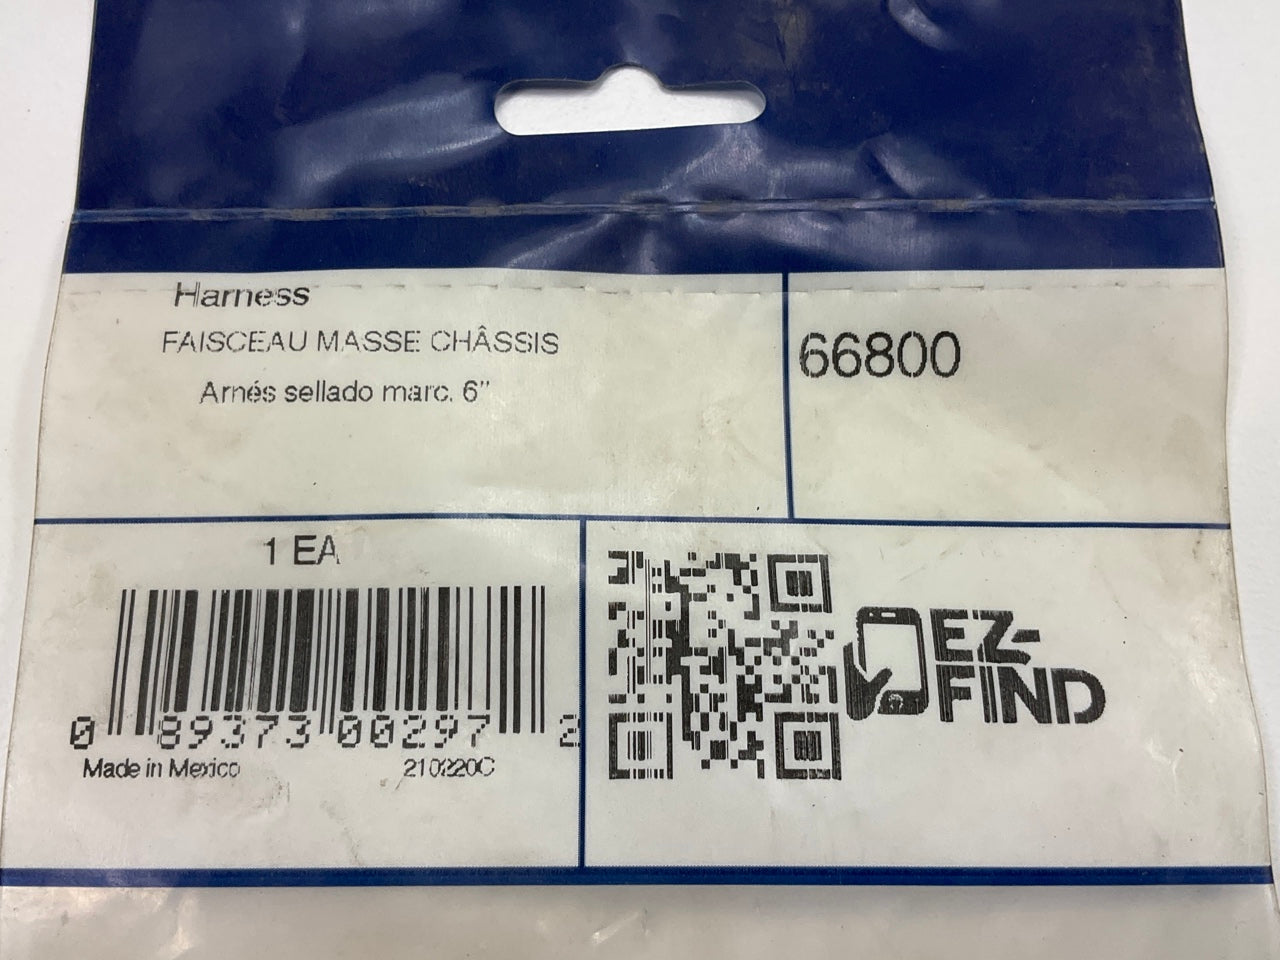 Harness
FAISCEAU MASSE CHÂSSIS
Arnés sellado marc. 6"
66800
1 EA
0 89373 00297 2
Made in Mexico
210220C
EZ-
FIND